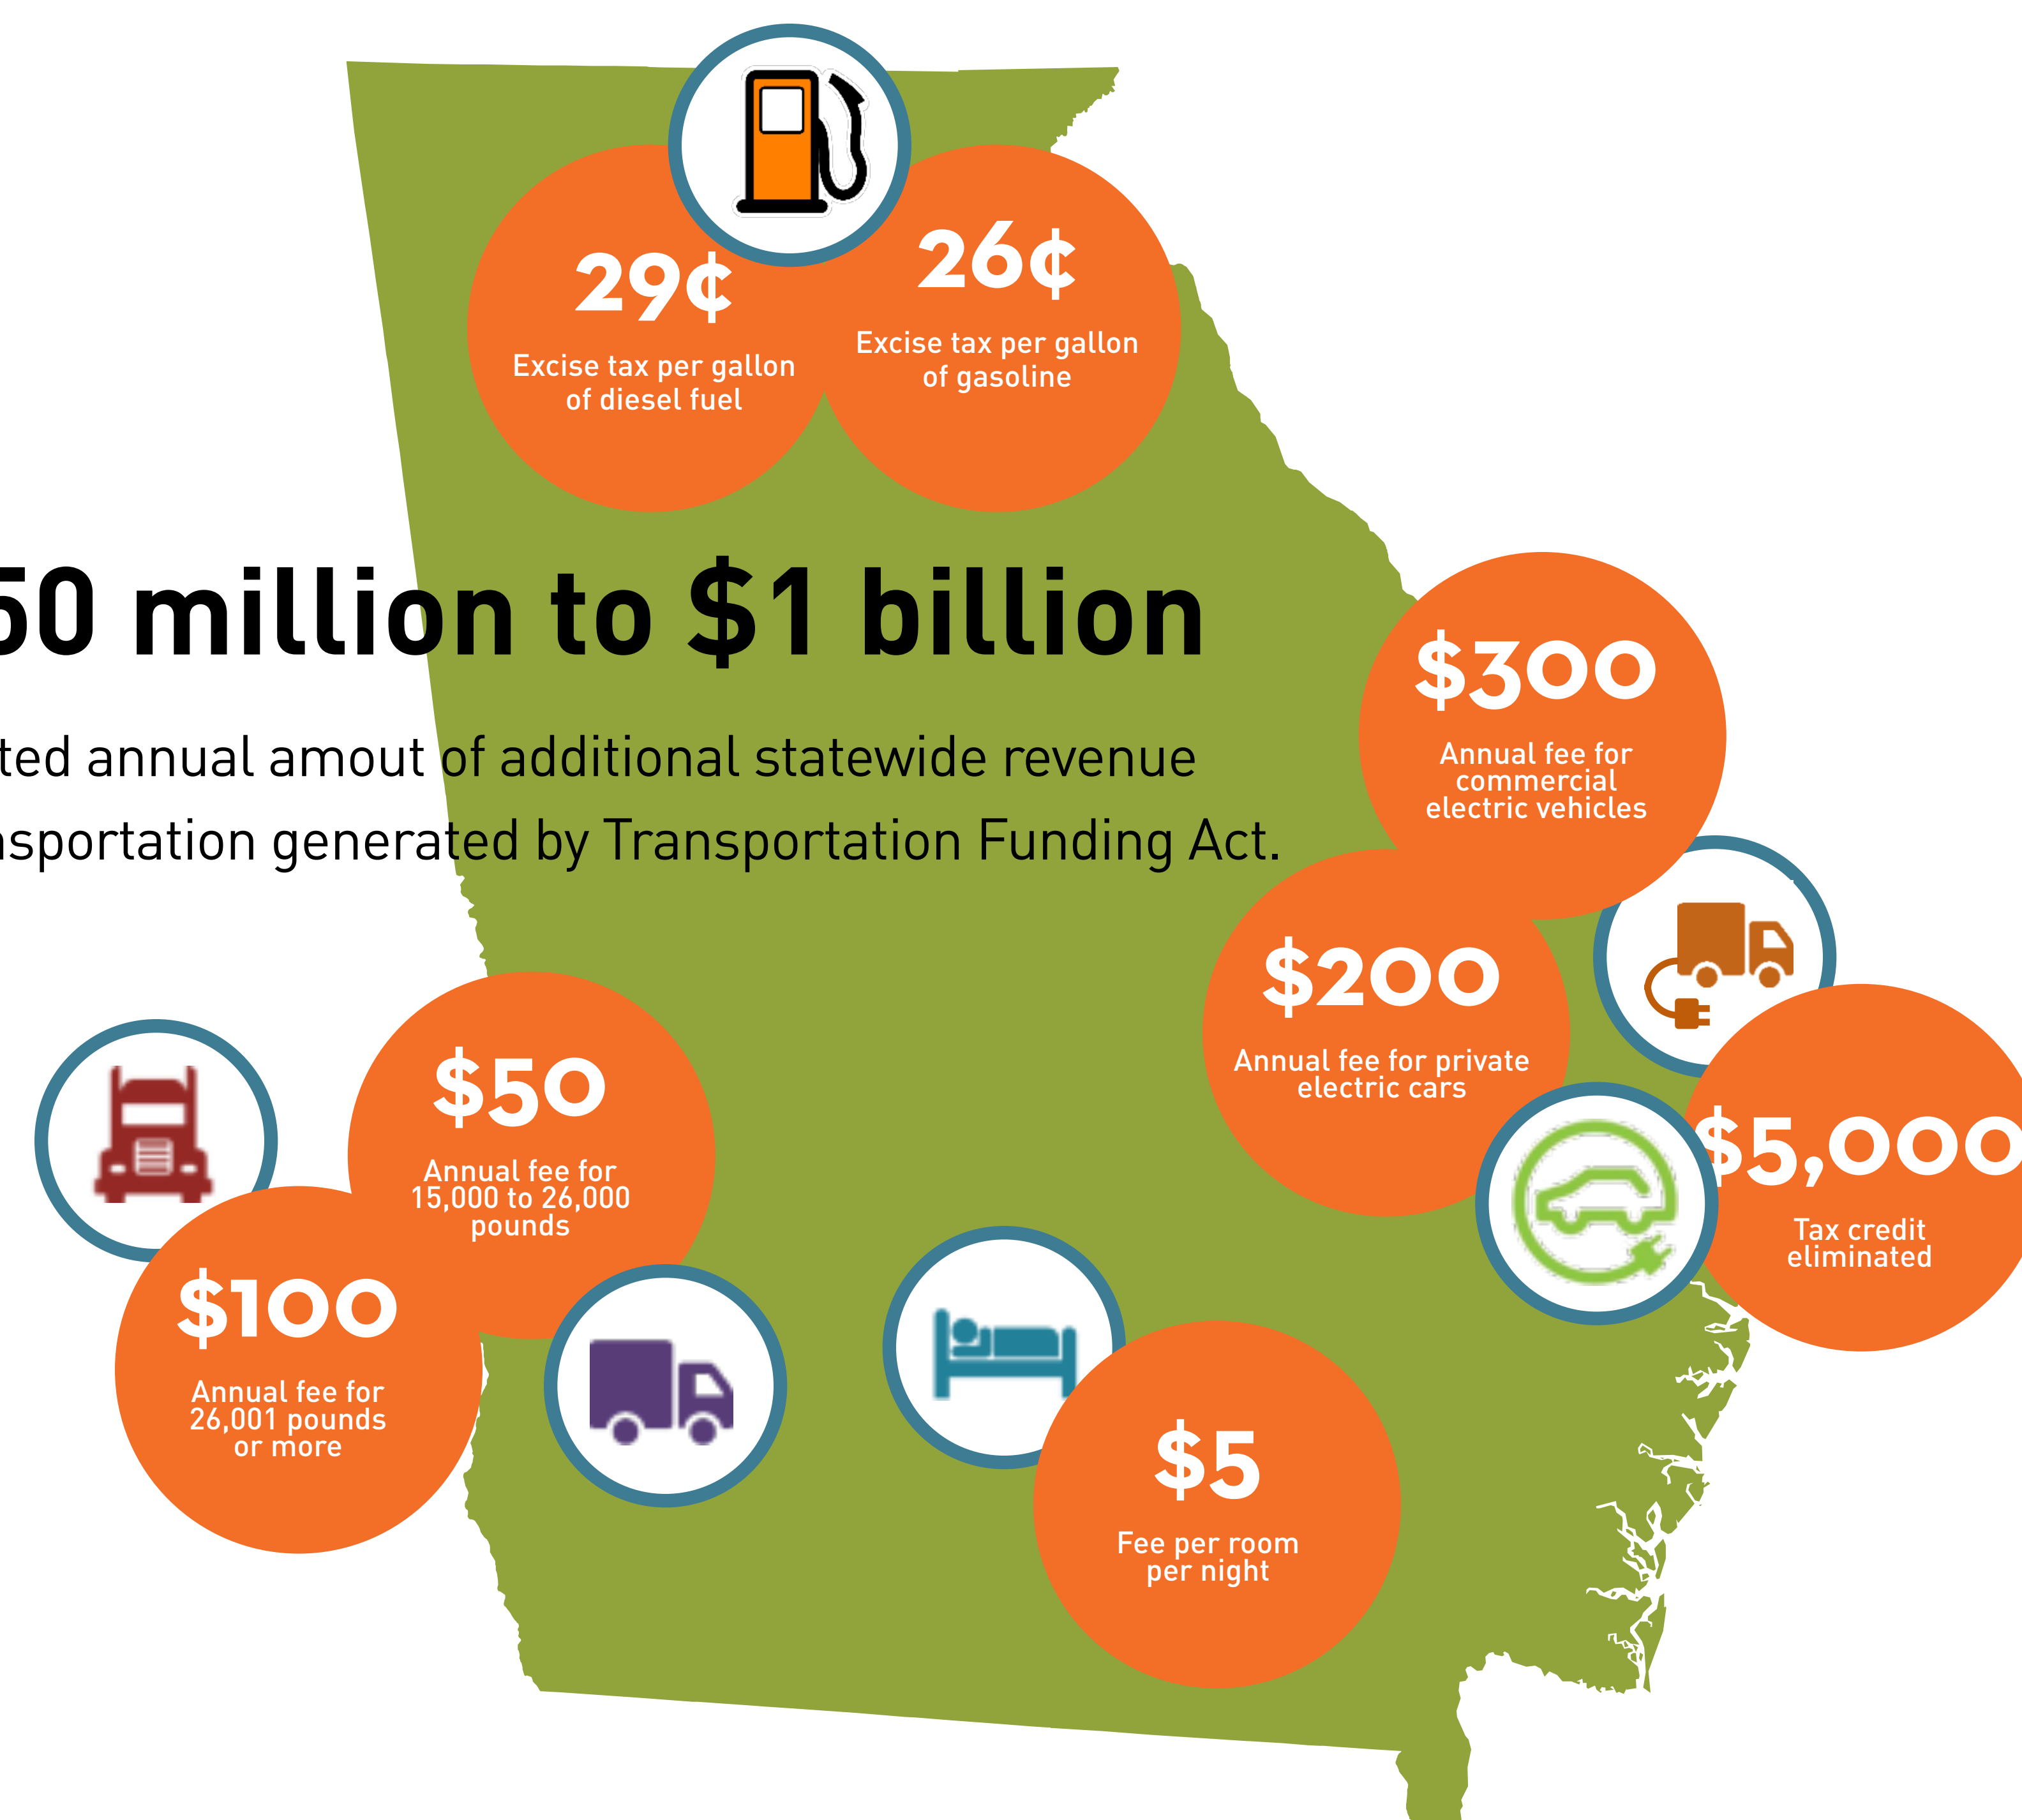 29¢
Excise tax per gallon
of diesel fuel
26¢
Excise tax per gallon
of gasoline
50 million to $1 billion
ted annual amout of additional statewide revenue
nsportation generated by Transportation Funding Act.
$300
Annual fee for
commercial
electric vehicles
$200
Annual fee for private
electric cars
$5,000
Tax credit
eliminated
$50
Annual fee for
15,000 to 26,000
pounds
$100
Annual fee for
26,001 pounds
or more
$5
Fee per room
per night